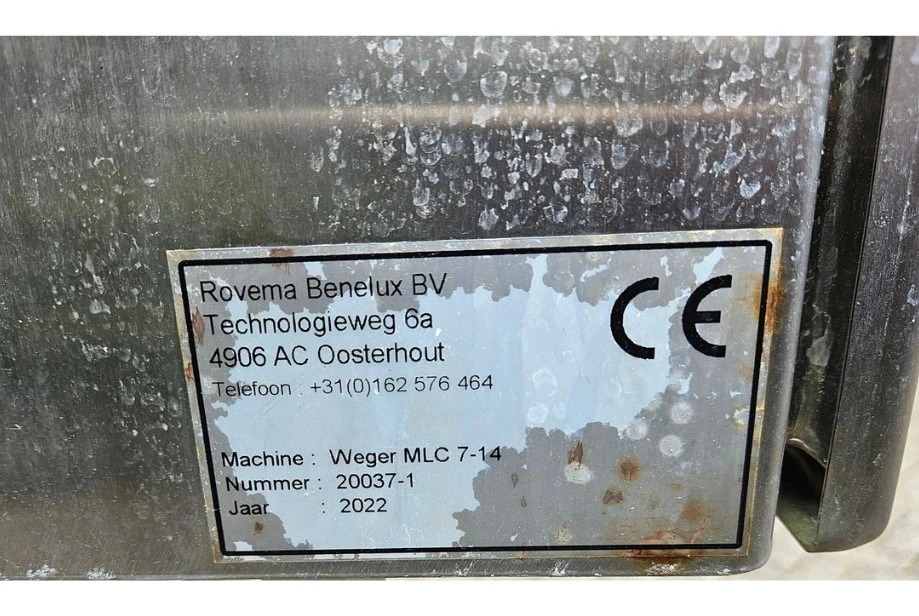 Rovema Benelux BV
Technologieweg 6a
4906 AC Oosterhout
Telefoon : +31(0)162 576 464
CE
Machine : Weger MLC 7-14
Nummer : 20037-1
Jaar : 2022